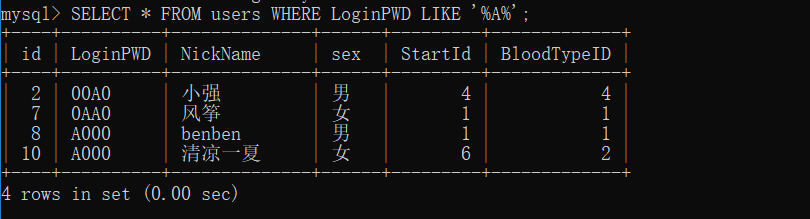 mysql> SELECT * FROM users WHERE LoginPWD LIKE '%A%';
+----+----------+--------------+------+---------+-------------+
| id | LoginPWD | NickName | sex | StartId | BloodTypeID |
+----+----------+--------------+------+---------+-------------+
| 2 | 00A0 | 小强 | 男 | 4 | 4 |
| 7 | 0AA0 | 风筝 | 女 | 1 | 1 |
| 8 | A000 | benben | 男 | 1 | 1 |
| 10 | A000 | 清凉一夏 | 女 | 6 | 2 |
+----+----------+--------------+------+---------+-------------+
4 rows in set (0.00 sec)